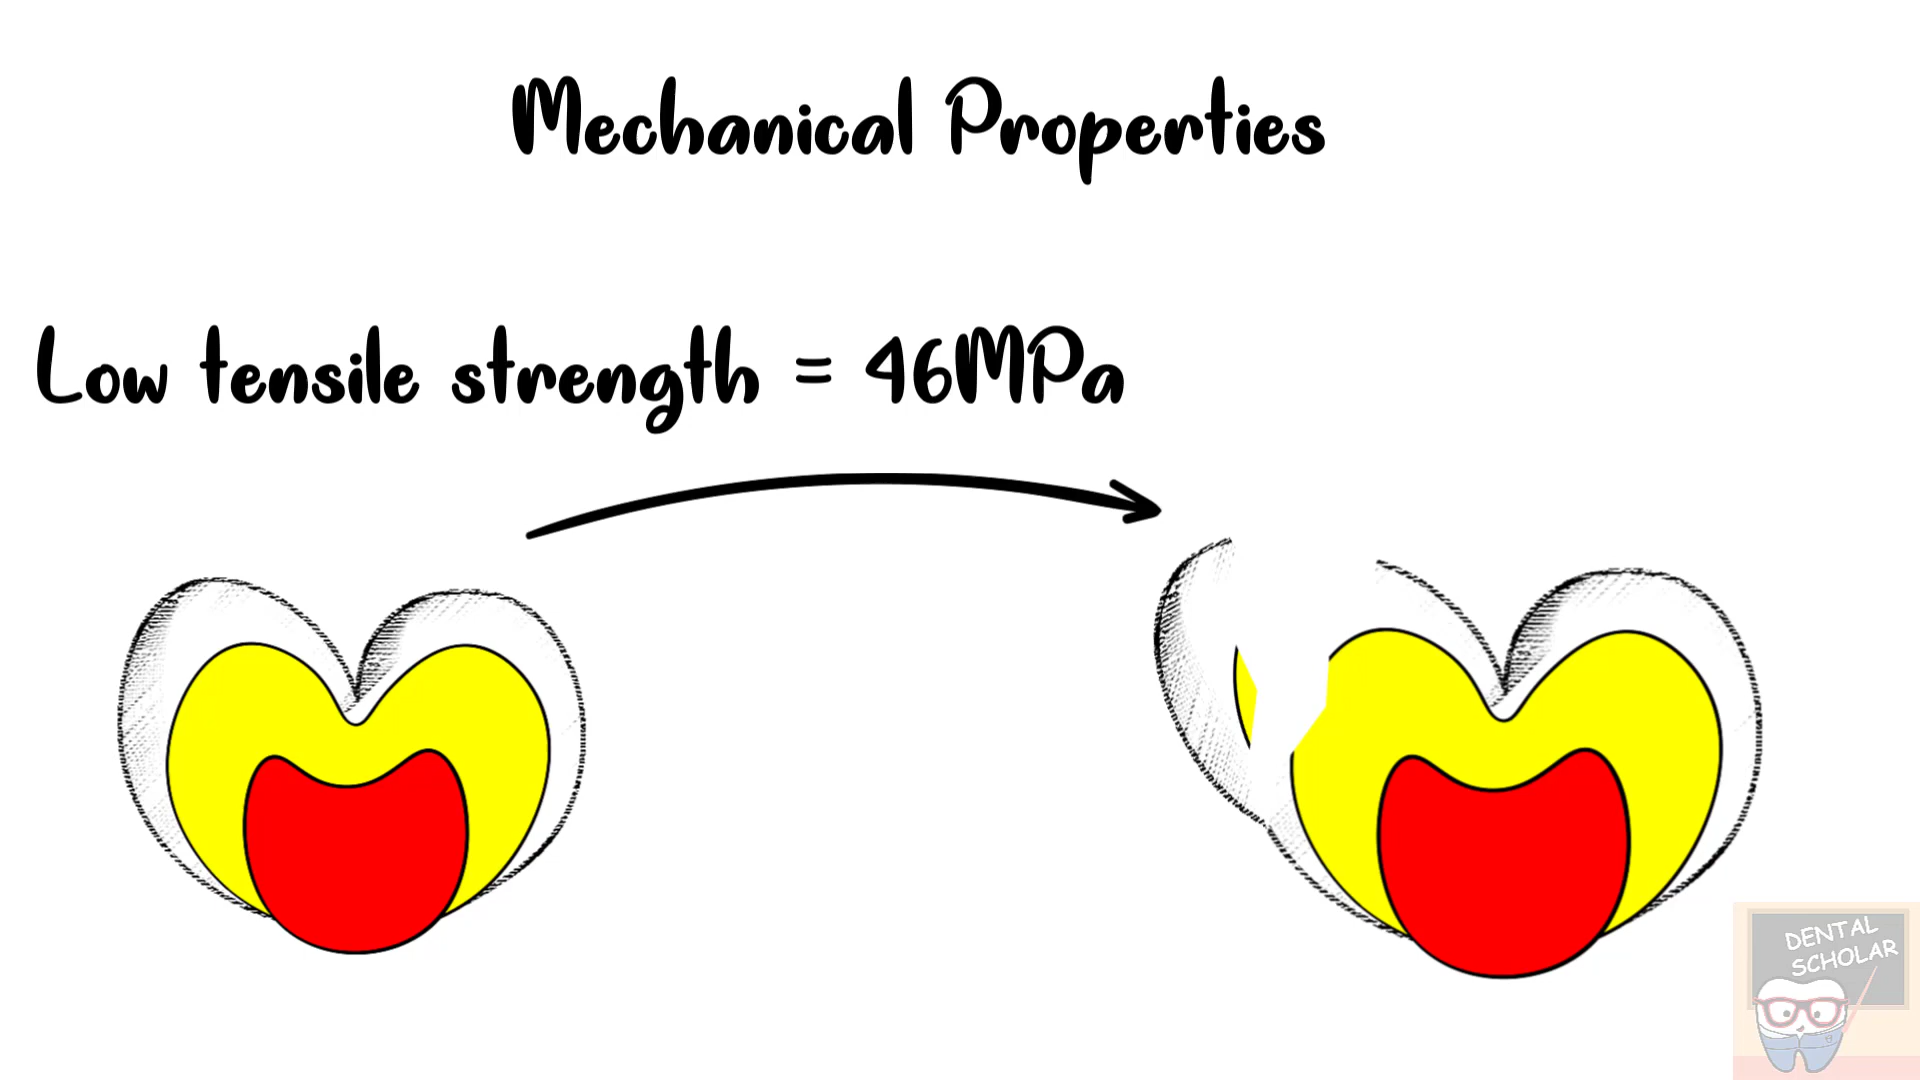 Mechanical Properties
Low tensile strength = 46MPa
DENTAL
SCHOLAR